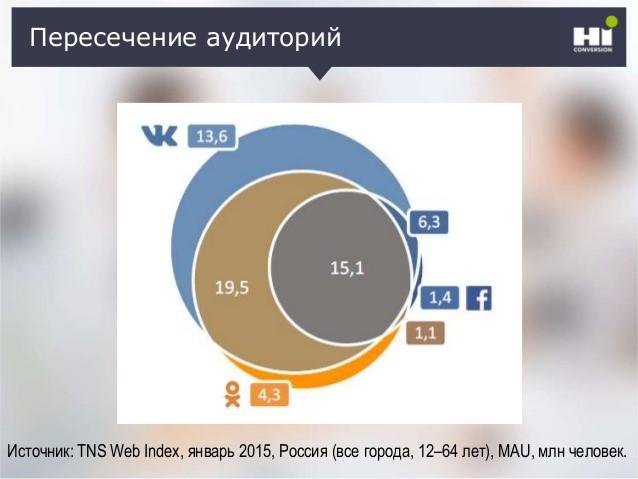 Пересечение аудиторий
Hi
CONVERSION
13,6
6,3
15,1
19,5
1,4
1,1
4,3
Источник: TNS Web Index, январь 2015, Россия (все города, 12–64 лет), MAU, млн человек.